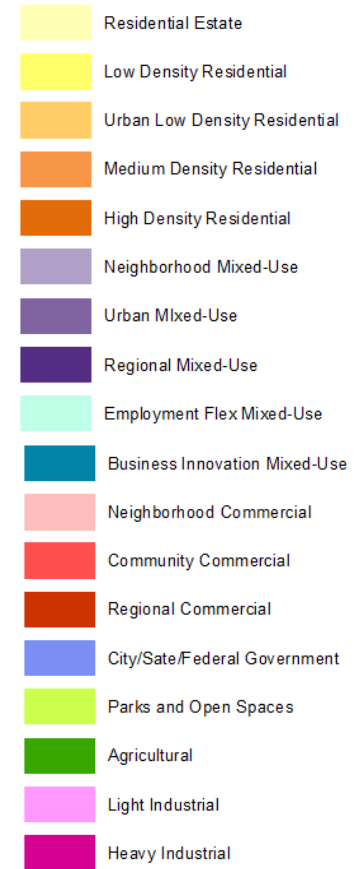 Residential Estate
Low Density Residential
Urban Low Density Residential
Medium Density Residential
High Density Residential
Neighborhood Mixed-Use
Urban MIxed-Use
Regional Mixed-Use
Employment Flex Mixed-Use
Business Innovation Mixed-Use
Neighborhood Commercial
Community Commercial
Regional Commercial
City/Sate/Federal Government
Parks and Open Spaces
Agricultural
Light Industrial
Heavy Industrial